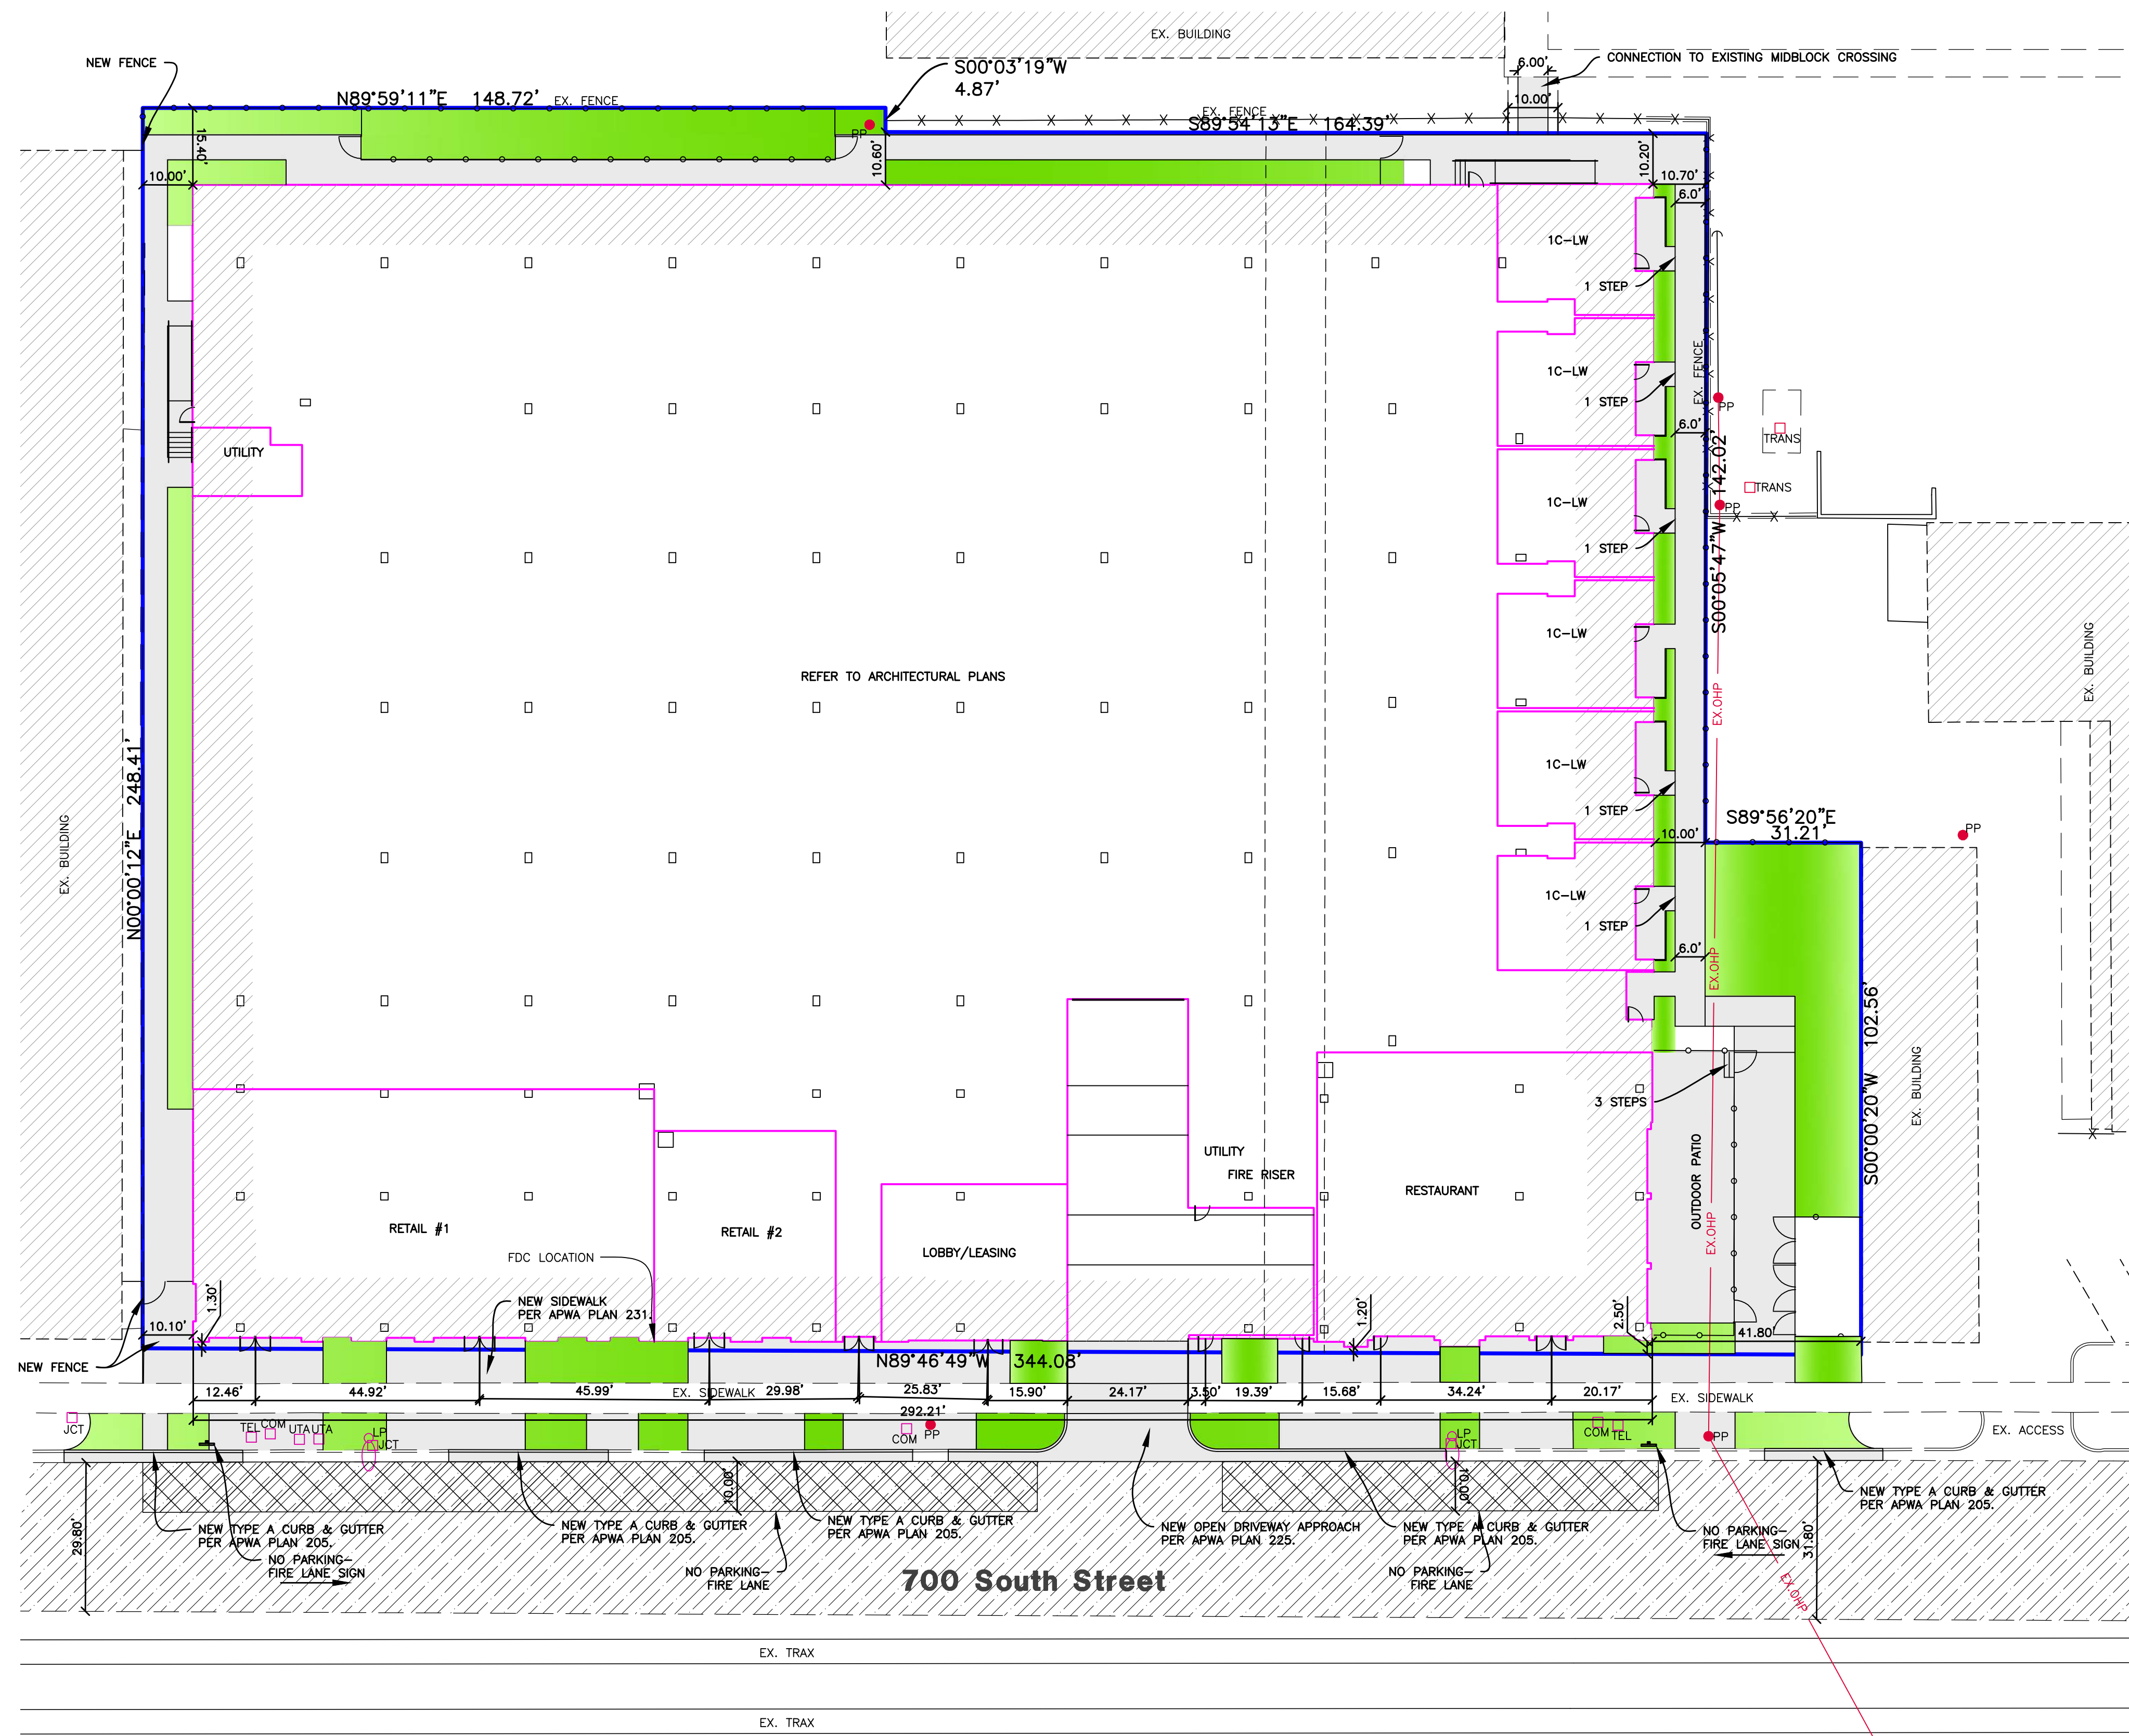 EX. BUILDING
NEW FENCE
S00°03'19"W
4.87'
6.00'
CONNECTION TO EXISTING MIDBLOCK CROSSING
N89°59'11"E 148.72'
EX. FENCE
10.00'
EX. FENCE
S89°54'13"E 164.39'
PP
15.40'
10.60'
10.20'
10.00'
10.70'
6.0'
1C-LW
1 STEP
EX. FENCE
1C-LW
1 STEP
PP
6.0'
TRANS
UTILITY
142.02'
S00°05'47"W
TRANS
1C-LW
PP
1 STEP
1C-LW
EX. BUILDING
REFER TO ARCHITECTURAL PLANS
EX.OHP
N00°00'12"E 248.41'
1C-LW
1 STEP
S89°56'20"E
31.21'
10.00'
PP
EX. BUILDING
1C-LW
1 STEP
6.0'
EX.OHP
S00°00'20"W 102.56'
3 STEPS
EX. BUILDING
UTILITY
FIRE RISER
OUTDOOR PATIO
RESTAURANT
RETAIL #1
RETAIL #2
EX.OHP
LOBBY/LEASING
FDC LOCATION
1.30'
NEW SIDEWALK
PER APWA PLAN 231.
1.20'
2.50'
10.10'
41.80'
NEW FENCE
N89°46'49"W 344.08'
12.46'
44.92'
45.99'
EX. SIDEWALK
29.98'
25.83'
15.90'
24.17'
3.50'
19.39'
15.68'
34.24'
20.17'
EX. SIDEWALK
292.21'
JCT
TEL
COM
UTA
UTA
LP
JCT
COM
PP
LP
JCT
COM
TEL
PP
EX. ACCESS
10.00'
10.00'
29.80'
31.80'
NEW TYPE A CURB & GUTTER
PER APWA PLAN 205.
NEW TYPE A CURB & GUTTER
PER APWA PLAN 205.
NEW TYPE A CURB & GUTTER
PER APWA PLAN 205.
NEW OPEN DRIVEWAY APPROACH
PER APWA PLAN 225.
NEW TYPE A CURB & GUTTER
PER APWA PLAN 205.
NO PARKING-
FIRE LANE SIGN
NEW TYPE A CURB & GUTTER
PER APWA PLAN 205.
NO PARKING-
FIRE LANE SIGN
NO PARKING-
FIRE LANE
700 South Street
NO PARKING-
FIRE LANE
EX.OHP
EX. TRAX
EX. TRAX